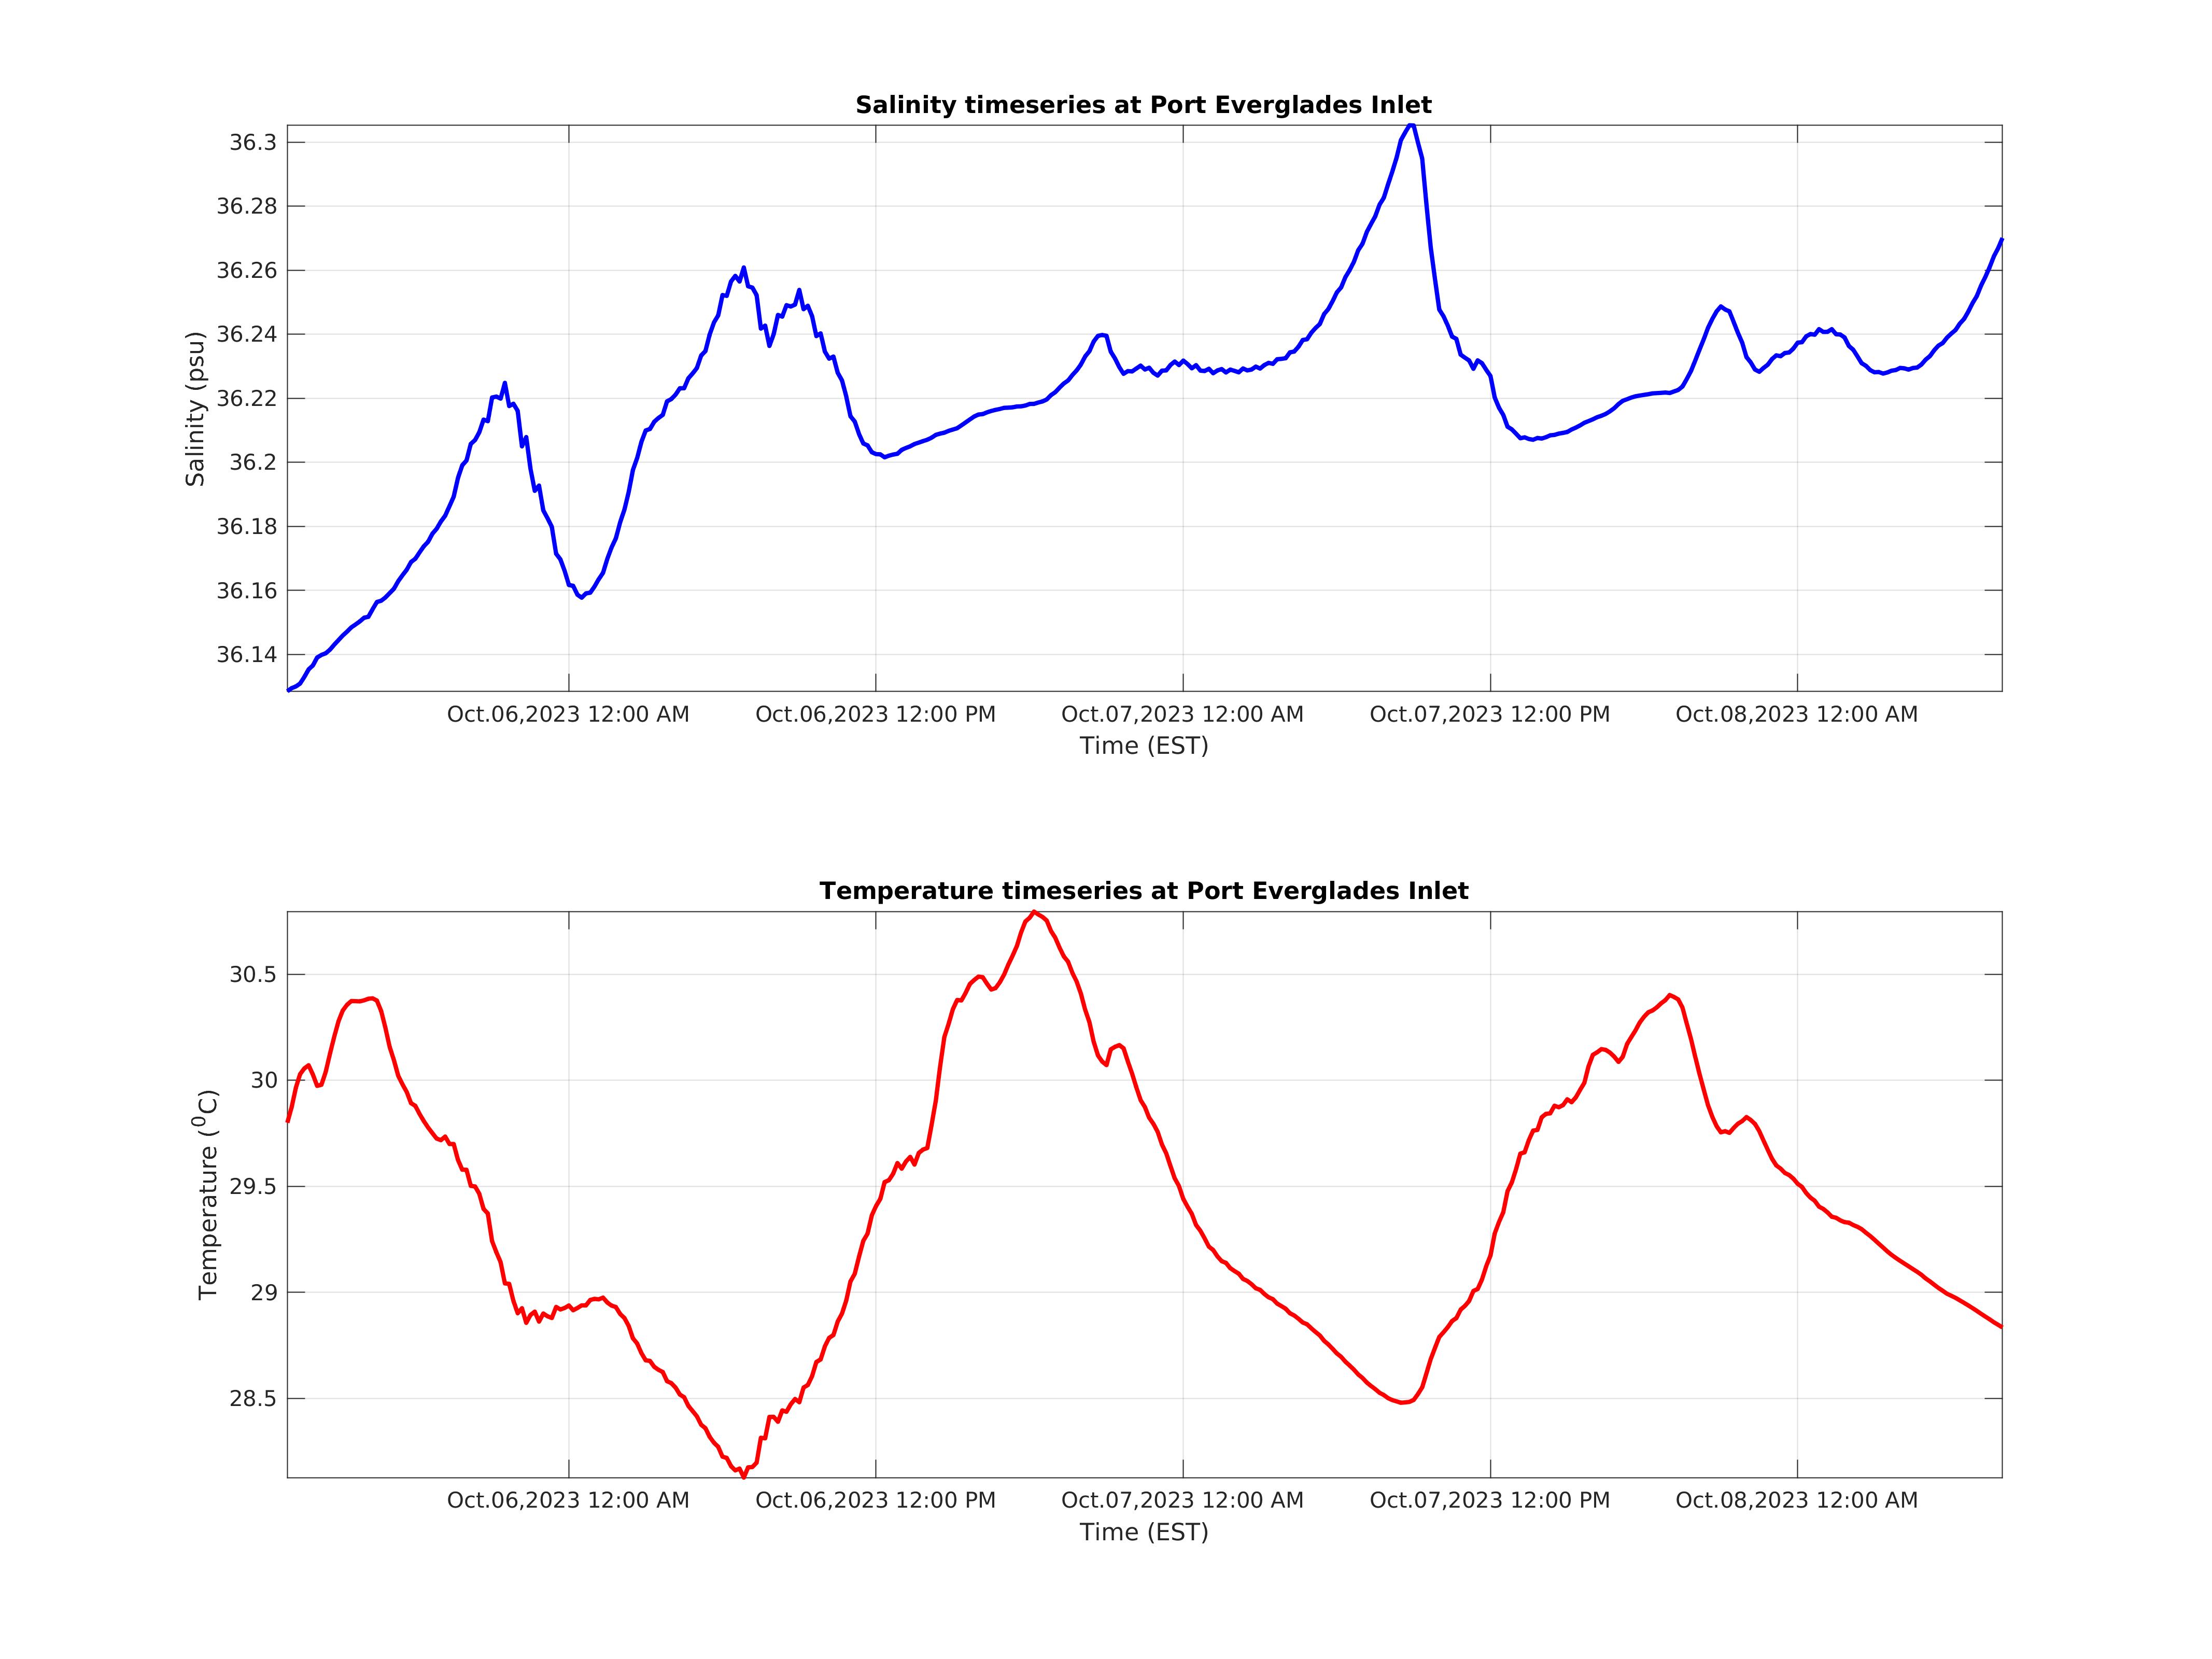 Salinity timeseries at Port Everglades Inlet
36.3
36.28
36.26
36.24
36.22
36.2
36.18
36.16
36.14
Salinity (psu)
Oct.06,2023 12:00 AM Oct.06,2023 12:00 PM Oct.07,2023 12:00 AM Oct.07,2023 12:00 PM Oct.08,2023 12:00 AM
Time (EST)
Temperature timeseries at Port Everglades Inlet
30.5
30
29.5
29
28.5
Temperature (⁰C)
Oct.06,2023 12:00 AM Oct.06,2023 12:00 PM Oct.07,2023 12:00 AM Oct.07,2023 12:00 PM Oct.08,2023 12:00 AM
Time (EST)